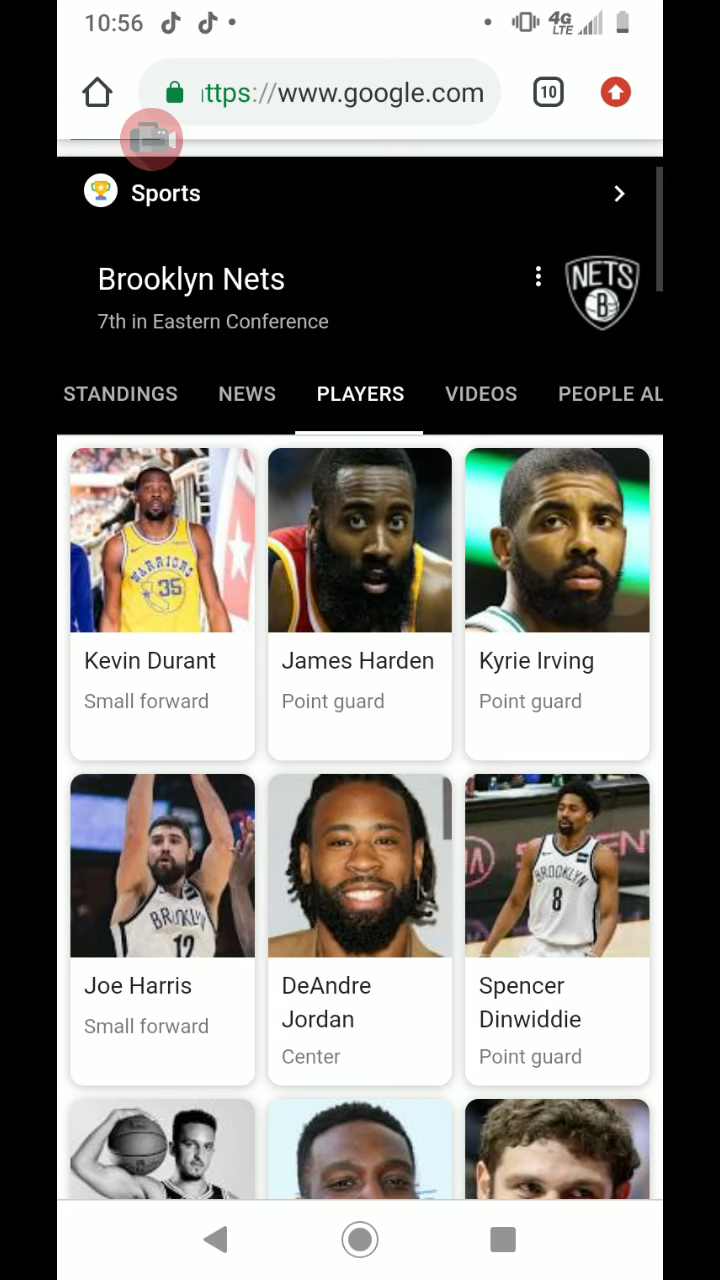 10:56
4G
LTE
ttps://www.google.com
10
Sports
Brooklyn Nets
NETS
B
7th in Eastern Conference
STANDINGS NEWS PLAYERS VIDEOS PEOPLE AL
WARRIORS
35
Kevin Durant
Small forward
James Harden
Point guard
Kyrie Irving
Point guard
BROOKLYN
12
BROOKLYN
8
Joe Harris
Small forward
DeAndre
Jordan
Center
Spencer
Dinwiddie
Point guard